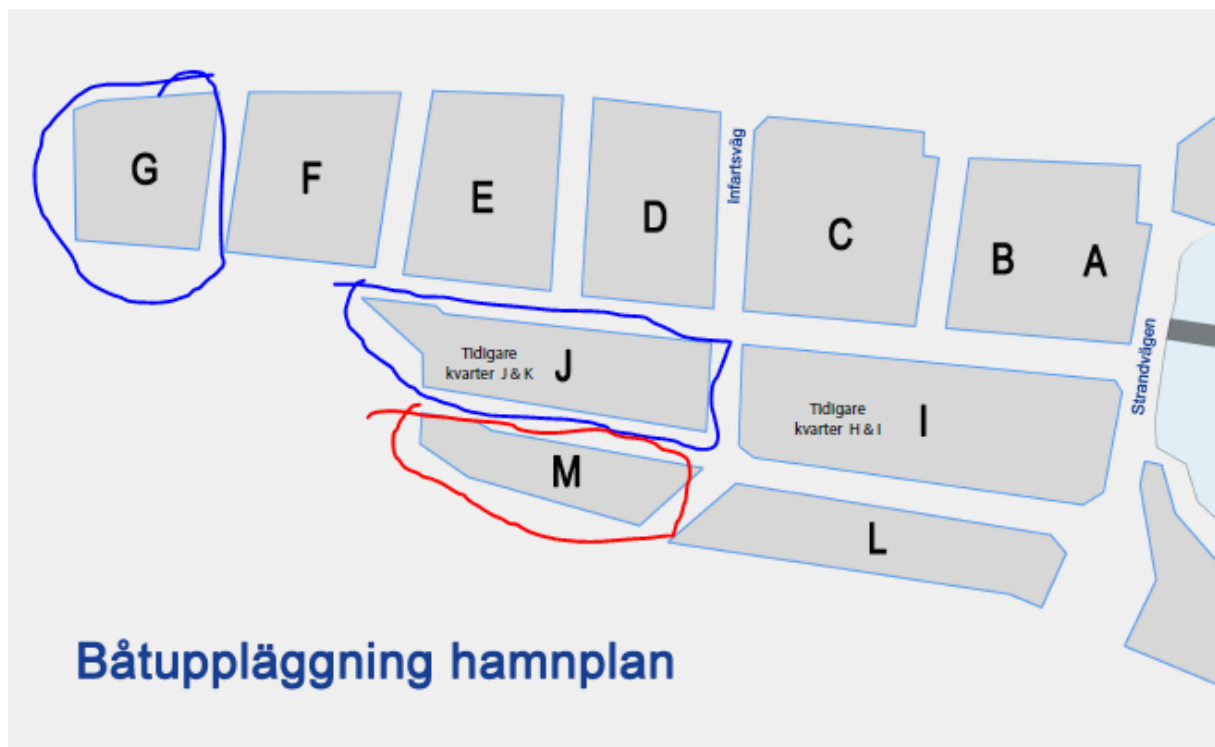 G
F
E
D
Infartsväg
C
B
A
Tidigare
kvarter J & K
J
Tidigare
kvarter H & I
I
Strandvägen
M
L
Båtuppläggning hamnplan